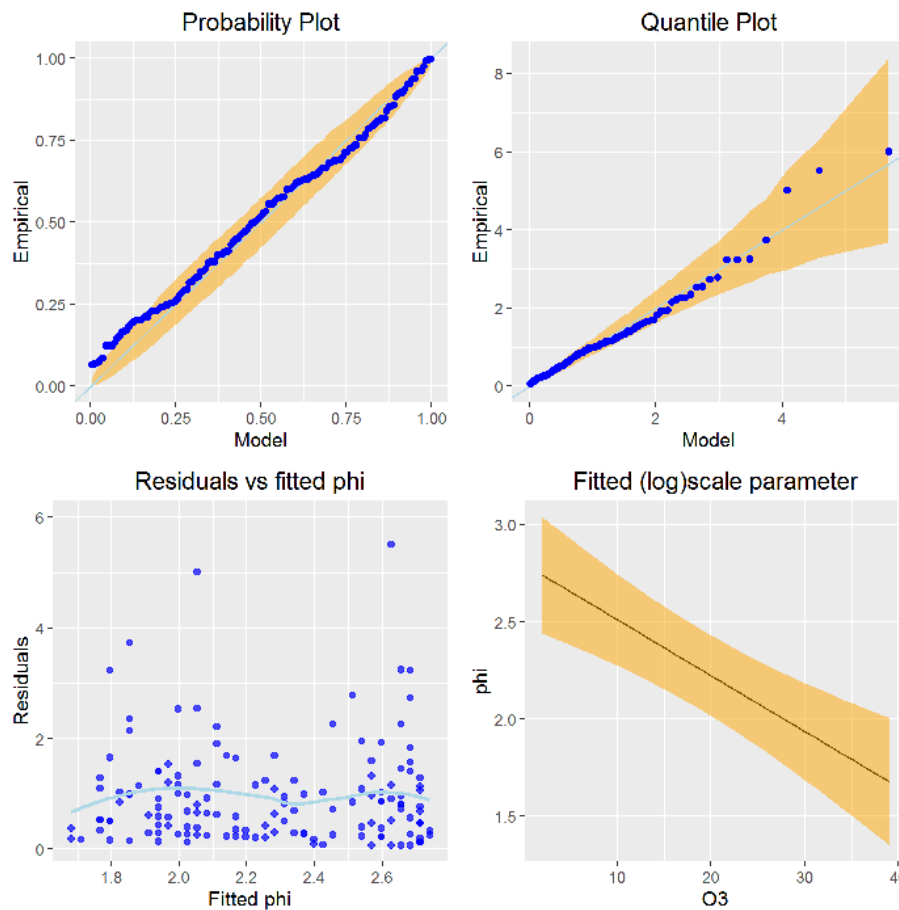 Probability Plot
1.00
0.75
0.50
0.25
0.00
Empirical
0.00 0.25 0.50 0.75 1.00
Model
Quantile Plot
8
6
4
2
0
Empirical
0 2 4
Model
Residuals vs fitted phi
6
4
2
0
Residuals
1.8 2.0 2.2 2.4 2.6
Fitted phi
Fitted (log)scale parameter
3.0
2.5
2.0
1.5
phi
10 20 30 40
O3